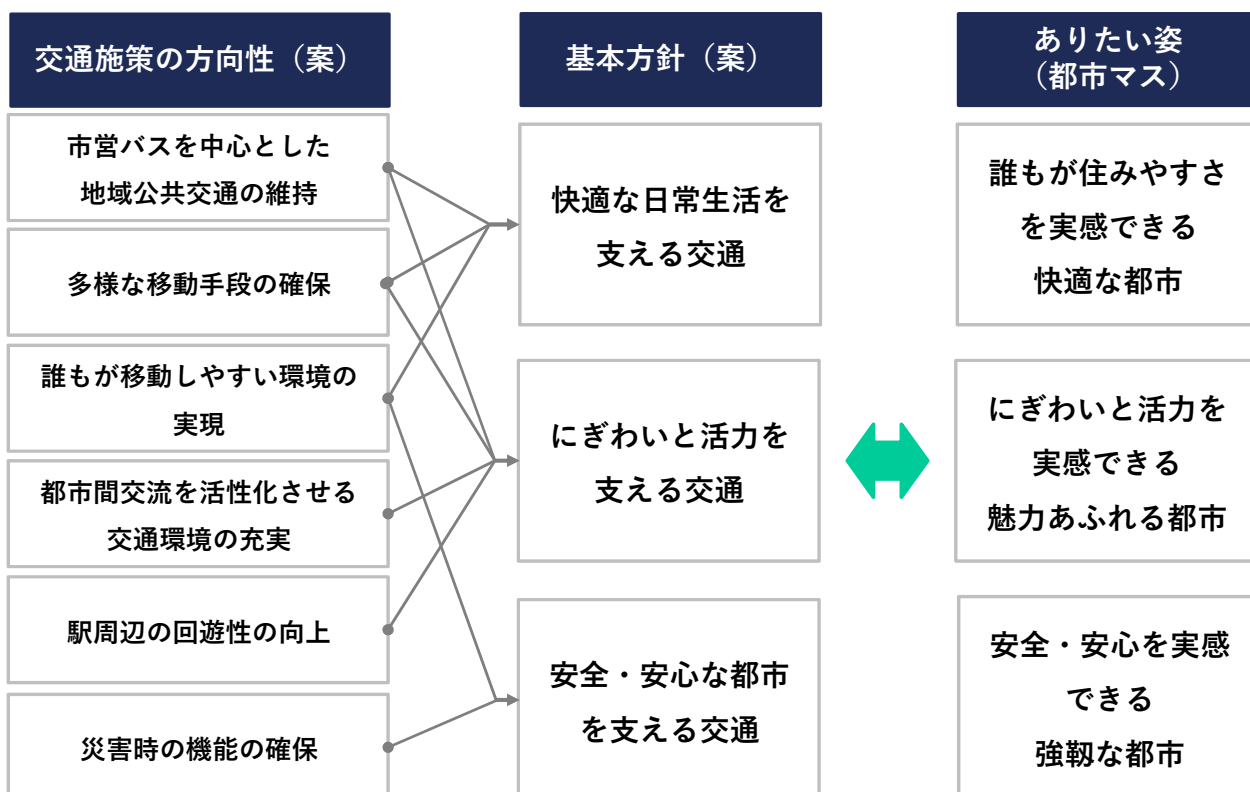 交通施策の方向性（案）
市営バスを中心とした
地域公共交通の維持
多様な移動手段の確保
誰もが移動しやすい環境の
実現
都市間交流を活性化させる
交通環境の充実
駅周辺の回遊性の向上
災害時の機能の確保
基本方針（案）
快適な日常生活を
支える交通
にぎわいと活力を
支える交通
安全・安心な都市
を支える交通
ありたい姿
（都市マス）
誰もが住みやすさ
を実感できる
快適な都市
にぎわいと活力を
実感できる
魅力あふれる都市
安全・安心を実感
できる
強靱な都市